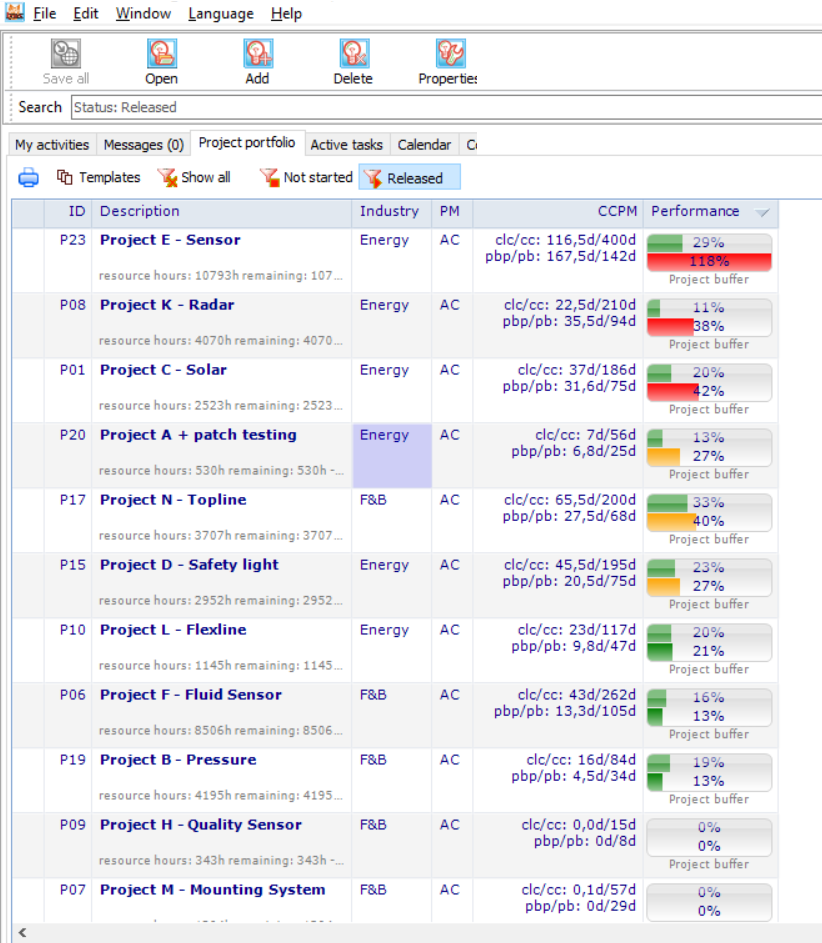 File Edit Window Language Help
Save all Open Add Delete Properties
Search Status: Released
My activities Messages (0) Project portfolio Active tasks Calendar
Templates Show all Not started Released
ID Description Industry PM CCPM Performance
P23 Project E - Sensor Energy AC clc/cc: 116,5d/400d 29%
pbp/pb: 167,5d/142d 118%
resource hours: 10793h remaining: 107... Project buffer
P08 Project K - Radar Energy AC clc/cc: 22,5d/210d 11%
pbp/pb: 35,5d/94d 38%
resource hours: 4070h remaining: 4070... Project buffer
P01 Project C - Solar Energy AC clc/cc: 37d/186d 20%
pbp/pb: 31,6d/75d 42%
resource hours: 2523h remaining: 2523... Project buffer
P20 Project A + patch testing Energy AC clc/cc: 7d/56d 13%
pbp/pb: 6,8d/25d 27%
resource hours: 530h remaining: 530h -... Project buffer
P17 Project N - Topline F&B AC clc/cc: 65,5d/200d 33%
pbp/pb: 27,5d/68d 40%
resource hours: 3707h remaining: 3707... Project buffer
P15 Project D - Safety light Energy AC clc/cc: 45,5d/195d 23%
pbp/pb: 20,5d/75d 27%
resource hours: 2952h remaining: 2952... Project buffer
P10 Project L - Flexline Energy AC clc/cc: 23d/117d 20%
pbp/pb: 9,8d/47d 21%
resource hours: 1145h remaining: 1145... Project buffer
P06 Project F - Fluid Sensor F&B AC clc/cc: 43d/262d 16%
pbp/pb: 13,3d/105d 13%
resource hours: 8506h remaining: 8506... Project buffer
P19 Project B - Pressure F&B AC clc/cc: 16d/84d 19%
pbp/pb: 4,5d/34d 13%
resource hours: 4195h remaining: 4195... Project buffer
P09 Project H - Quality Sensor F&B AC clc/cc: 0,0d/15d 0%
pbp/pb: 0d/8d 0%
resource hours: 343h remaining: 343h -... Project buffer
P07 Project M - Mounting System F&B AC clc/cc: 0,1d/57d 0%
pbp/pb: 0d/29d 0%